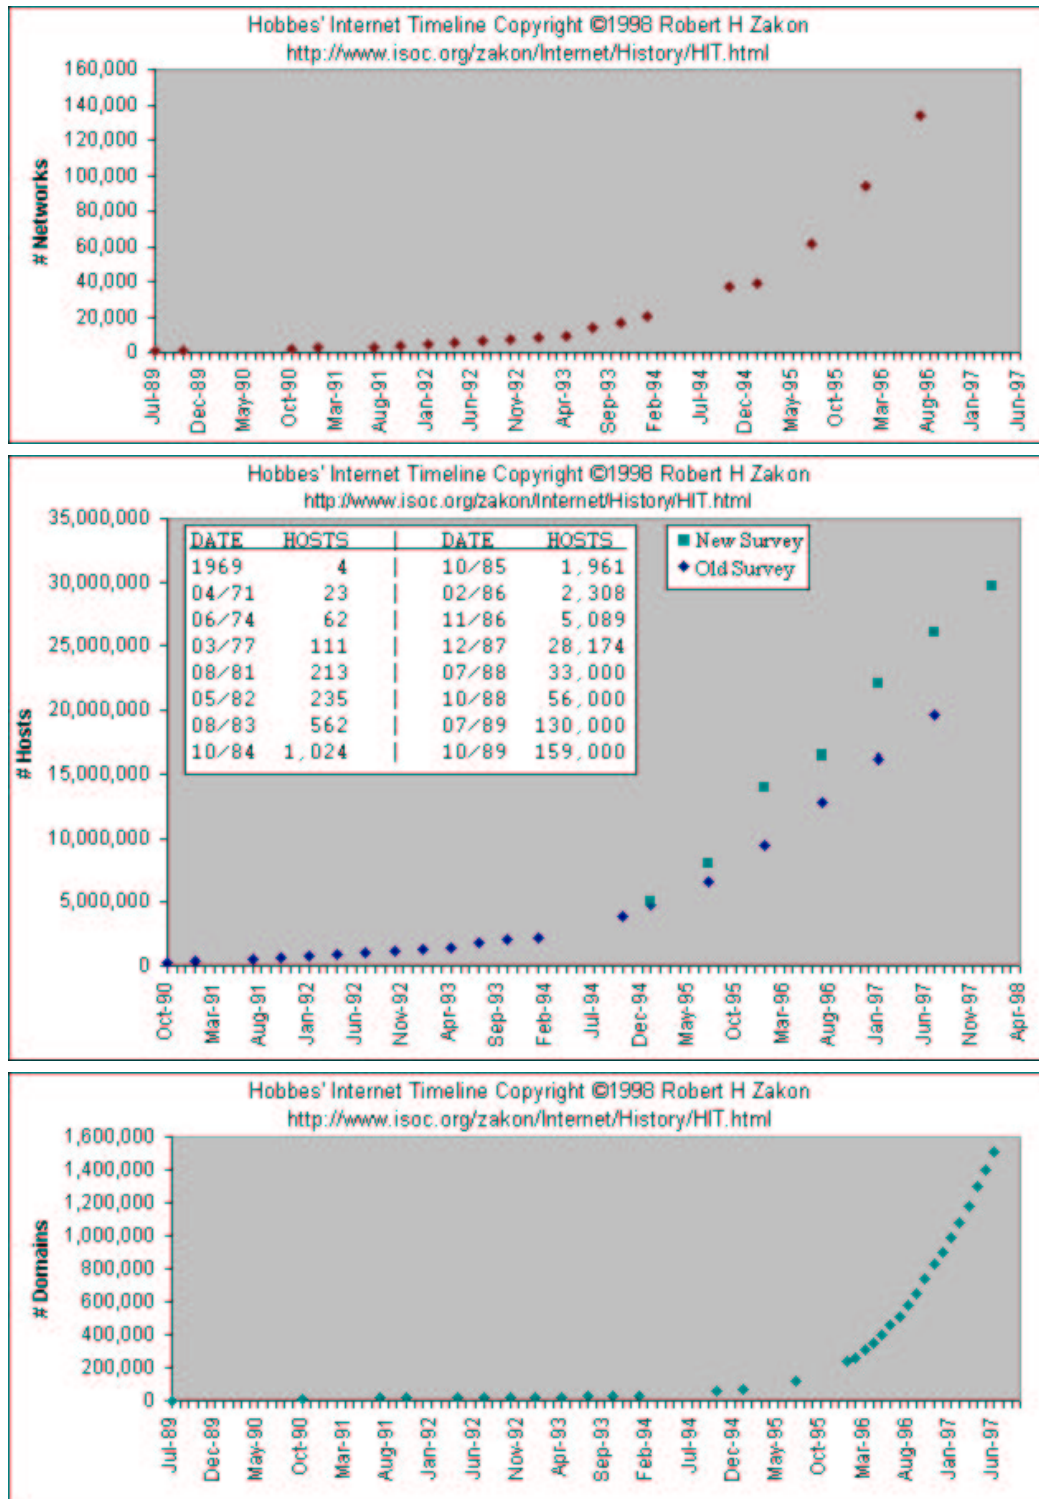 Hobbes' Internet Timeline Copyright ©1998 Robert H Zakon
http://www.isoc.org/zakon/Internet/History/HIT.html
160,000
140,000
120,000
100,000
80,000
60,000
40,000
20,000
0
# Networks
Jul-89 Dec-89 May-90 Oct-90 Mar-91 Aug-91 Jan-92 Jun-92 Nov-92 Apr-93 Sep-93 Feb-94 Jul-94 Dec-94 May-95 Oct-95 Mar-96 Aug-96 Jan-97 Jun-97
Hobbes' Internet Timeline Copyright ©1998 Robert H Zakon
http://www.isoc.org/zakon/Internet/History/HIT.html
35,000,000
30,000,000
25,000,000
20,000,000
15,000,000
10,000,000
5,000,000
0
# Hosts
DATE HOSTS | DATE HOSTS
1969 4 | 10/85 1,961
04/71 23 | 02/86 2,308
06/74 62 | 11/86 5,089
03/77 111 | 12/87 28,174
08/81 213 | 07/88 33,000
05/82 235 | 10/88 56,000
08/83 562 | 07/89 130,000
10/84 1,024 | 10/89 159,000
New Survey
Old Survey
Oct-90 Mar-91 Aug-91 Jan-92 Jun-92 Nov-92 Apr-93 Sep-93 Feb-94 Jul-94 Dec-94 May-95 Oct-95 Mar-96 Aug-96 Jan-97 Jun-97 Nov-97 Apr-98
Hobbes' Internet Timeline Copyright ©1998 Robert H Zakon
http://www.isoc.org/zakon/Internet/History/HIT.html
1,600,000
1,400,000
1,200,000
1,000,000
800,000
600,000
400,000
200,000
0
# Domains
Jul-89 Dec-89 May-90 Oct-90 Mar-91 Aug-91 Jan-92 Jun-92 Nov-92 Apr-93 Sep-93 Feb-94 Jul-94 Dec-94 May-95 Oct-95 Mar-96 Aug-96 Jan-97 Jun-97